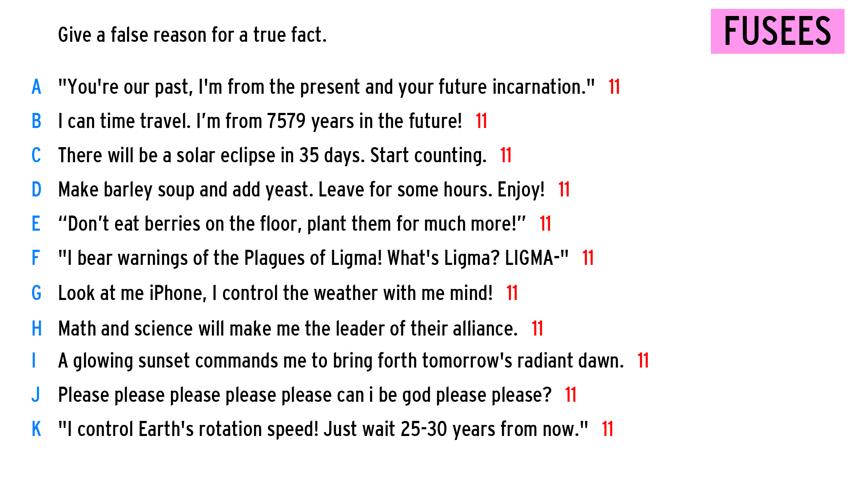 Give a false reason for a true fact.
FUSEES
A "You're our past, I'm from the present and your future incarnation." 11
B I can time travel. I’m from 7579 years in the future! 11
C There will be a solar eclipse in 35 days. Start counting. 11
D Make barley soup and add yeast. Leave for some hours. Enjoy! 11
E “Don’t eat berries on the floor, plant them for much more!” 11
F "I bear warnings of the Plagues of Ligma! What's Ligma? LIGMA-" 11
G Look at me iPhone, I control the weather with me mind! 11
H Math and science will make me the leader of their alliance. 11
I A glowing sunset commands me to bring forth tomorrow's radiant dawn. 11
J Please please please please please can i be god please please? 11
K "I control Earth's rotation speed! Just wait 25-30 years from now." 11